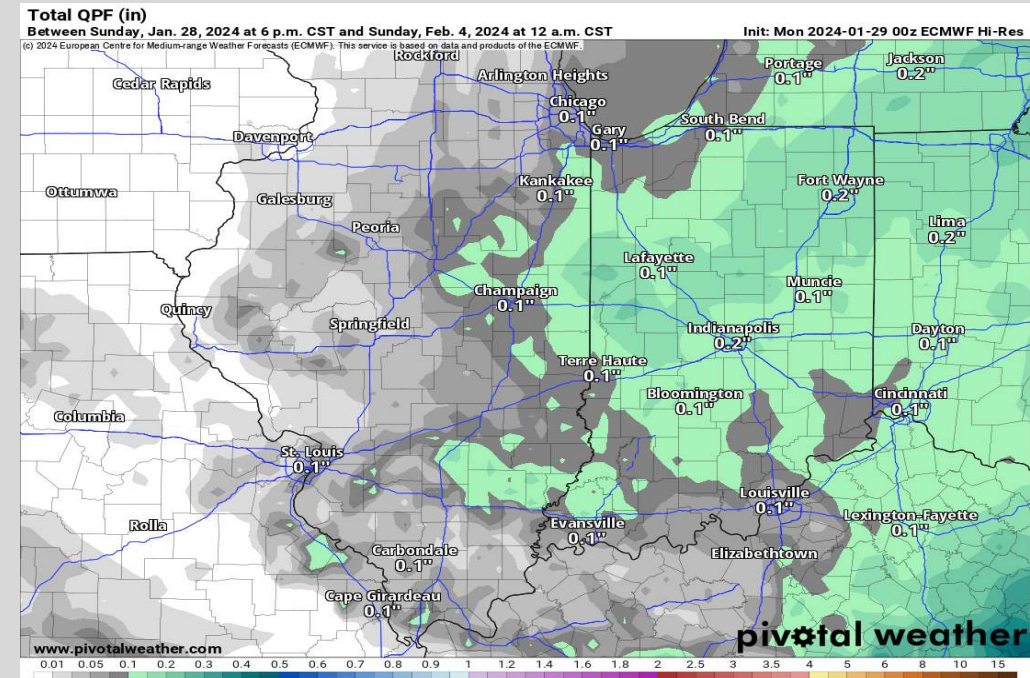 Total QPF (in)
Between Sunday, Jan. 28, 2024 at 6 p.m. CST and Sunday, Feb. 4, 2024 at 12 a.m. CST
Init: Mon 2024-01-29 00z ECMWF Hi-Res
(c) 2024 European Centre for Medium-range Weather Forecasts (ECMWF). This service is based on data and products of the ECMWF.
Rockford
Portage
0.1"
Jackson
0.2"
Cedar Rapids
Arlington Heights
Chicago
0.1"
Davenport
Gary
0.1"
South Bend
0.1"
Ottumwa
Galesburg
Kankakee
0.1"
Fort Wayne
0.2"
Peoria
Lima
0.2"
Lafayette
0.1"
Quincy
Springfield
Champaign
0.1"
Muncie
0.1"
Indianapolis
0.2"
Dayton
0.1"
Terre Haute
0.1"
Columbia
Bloomington
0.1"
Cincinnati
0.1"
St. Louis
0.1"
Louisville
0.1"
Rolla
Evansville
0.1"
Lexington-Fayette
0.1"
Carbondale
0.1"
Elizabethtown
Cape Girardeau
0.1"
www.pivotalweather.com
pivotal weather
0.01 0.05 0.1 0.2 0.3 0.4 0.5 0.6 0.7 0.8 0.9 1 1.2 1.4 1.6 1.8 2 2.5 3 3.5 4 5 6 8 10 15